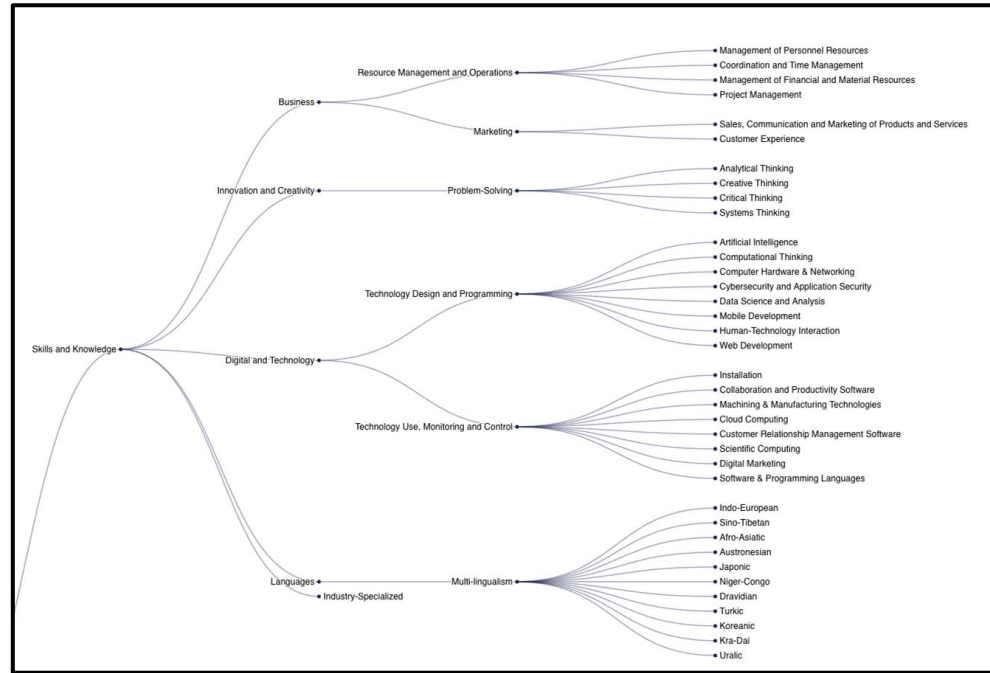 Skills and Knowledge
Business
Resource Management and Operations
Management of Personnel Resources
Coordination and Time Management
Management of Financial and Material Resources
Project Management
Marketing
Sales, Communication and Marketing of Products and Services
Customer Experience
Innovation and Creativity
Problem-Solving
Analytical Thinking
Creative Thinking
Critical Thinking
Systems Thinking
Digital and Technology
Technology Design and Programming
Artificial Intelligence
Computational Thinking
Computer Hardware & Networking
Cybersecurity and Application Security
Data Science and Analysis
Mobile Development
Human-Technology Interaction
Web Development
Technology Use, Monitoring and Control
Installation
Collaboration and Productivity Software
Machining & Manufacturing Technologies
Cloud Computing
Customer Relationship Management Software
Scientific Computing
Digital Marketing
Software & Programming Languages
Languages
Multi-lingualism
Indo-European
Sino-Tibetan
Afro-Asiatic
Austronesian
Japonic
Niger-Congo
Dravidian
Turkic
Koreanic
Kra-Dai
Uralic
Industry-Specialized